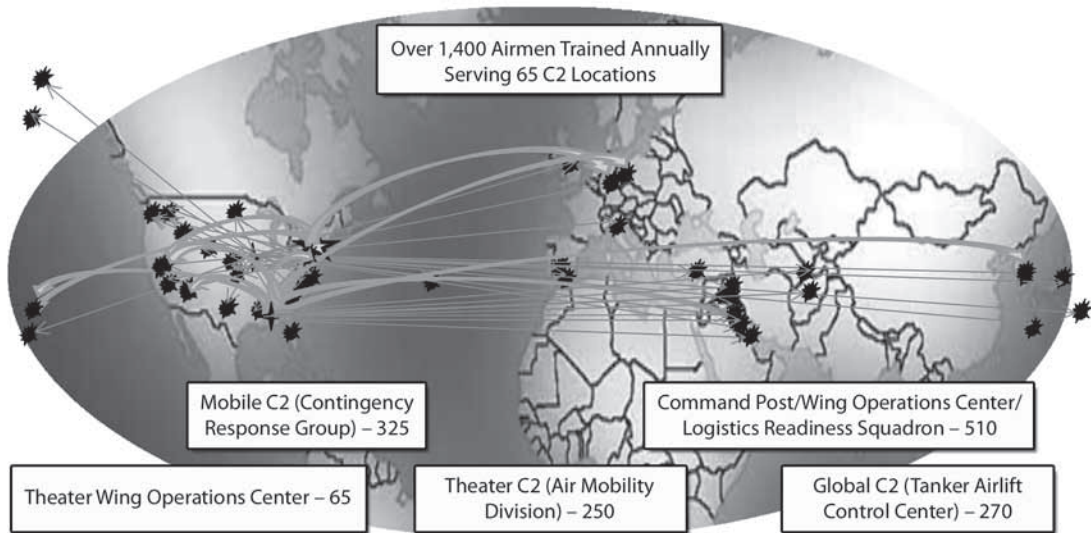 Over 1,400 Airmen Trained Annually
Serving 65 C2 Locations
Mobile C2 (Contingency
Response Group) – 325
Command Post/Wing Operations Center/
Logistics Readiness Squadron – 510
Theater Wing Operations Center – 65
Theater C2 (Air Mobility
Division) – 250
Global C2 (Tanker Airlift
Control Center) – 270